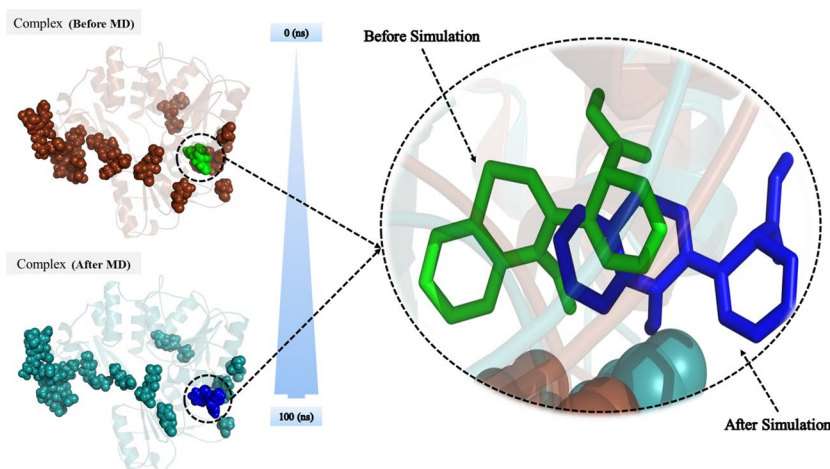 Complex (Before MD)
0 (ns)
Before Simulation
Complex (After MD)
100 (ns)
After Simulation